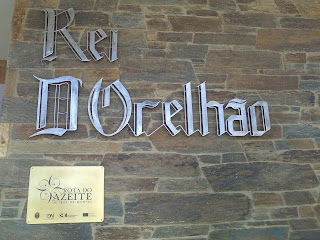 Rei
D'Orelhão
ROTA DO
AZEITE